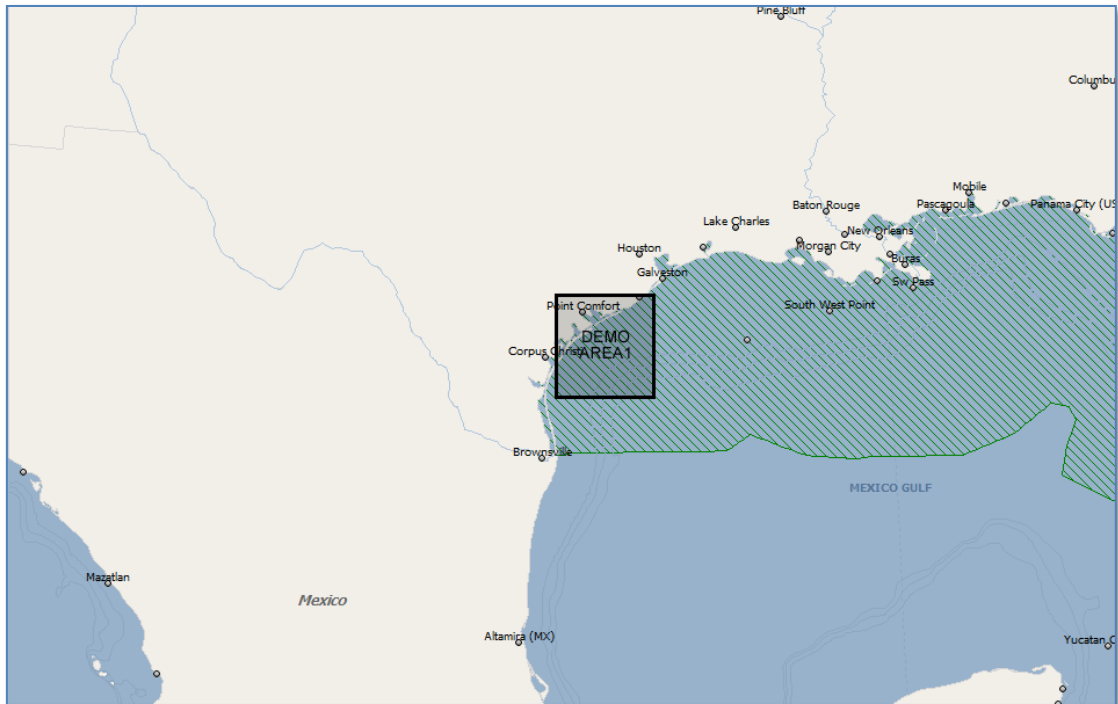 Pine Bluff
Columbu
Mobile
Baton Rouge
Pascagoula
Panama City (US
Lake Charles
New Orleans
Houston
Morgan City
Buras
Galveston
Sw Pass
Point Comfort
South West Point
DEMO
AREA1
Corpus Christ
Brownsville
MEXICO GULF
Mazatlan
Mexico
Altamira (MX)
Yucatan C